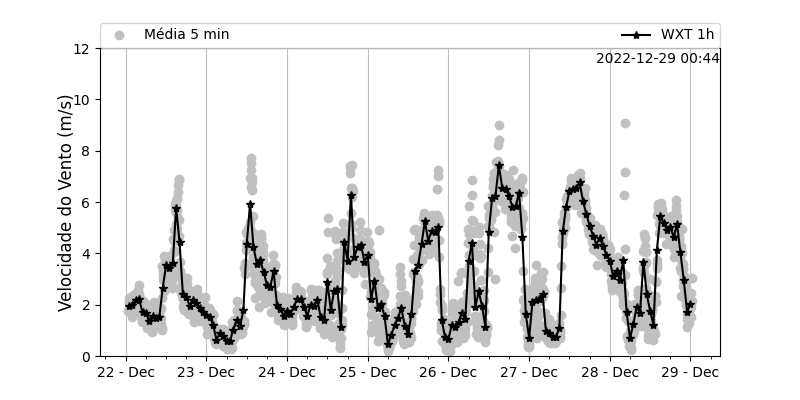 Média 5 min
WXT 1h
2022-12-29 00:44
Velocidade do Vento (m/s)
12
10
8
6
4
2
0
22 - Dec
23 - Dec
24 - Dec
25 - Dec
26 - Dec
27 - Dec
28 - Dec
29 - Dec